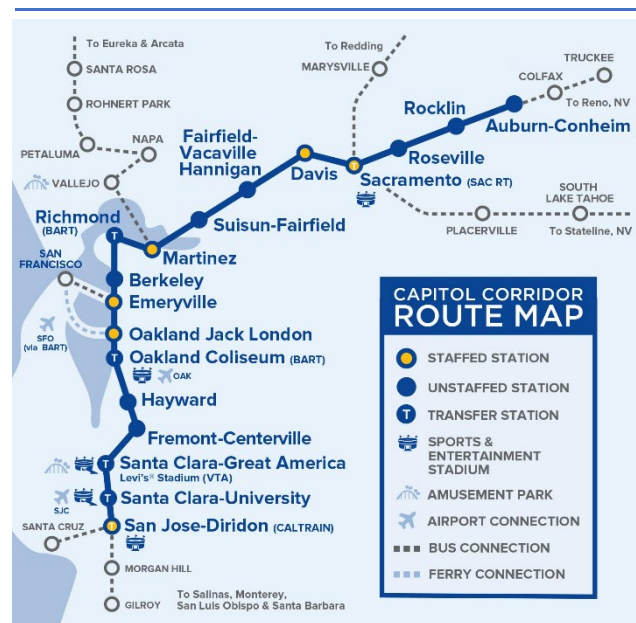 To Eureka & Arcata
SANTA ROSA
ROHNERT PARK
PETALUMA
NAPA
VALLEJO
To Redding
MARYSVILLE
TRUCKEE
COLFAX
To Reno, NV
Rocklin
Auburn-Conheim
Roseville
Fairfield-
Vacaville
Hannigan
Davis
T
Sacramento (SAC RT)
Suisun-Fairfield
SOUTH
LAKE TAHOE
PLACERVILLE
To Stateline, NV
Richmond
(BART)
T
Martinez
SAN
FRANCISCO
Berkeley
Emeryville
SFO
(via BART)
Oakland Jack London
T
Oakland Coliseum (BART)
OAK
Hayward
Fremont-Centerville
T
Santa Clara-Great America
Levi's® Stadium (VTA)
T
Santa Clara-University
SJC
SANTA CRUZ
T
San Jose-Diridon (CALTRAIN)
MORGAN HILL
GILROY
To Salinas, Monterey,
San Luis Obispo & Santa Barbara
CAPITOL CORRIDOR
ROUTE MAP
STAFFED STATION
UNSTAFFED STATION
T
TRANSFER STATION
SPORTS &
ENTERTAINMENT
STADIUM
AMUSEMENT PARK
AIRPORT CONNECTION
BUS CONNECTION
FERRY CONNECTION